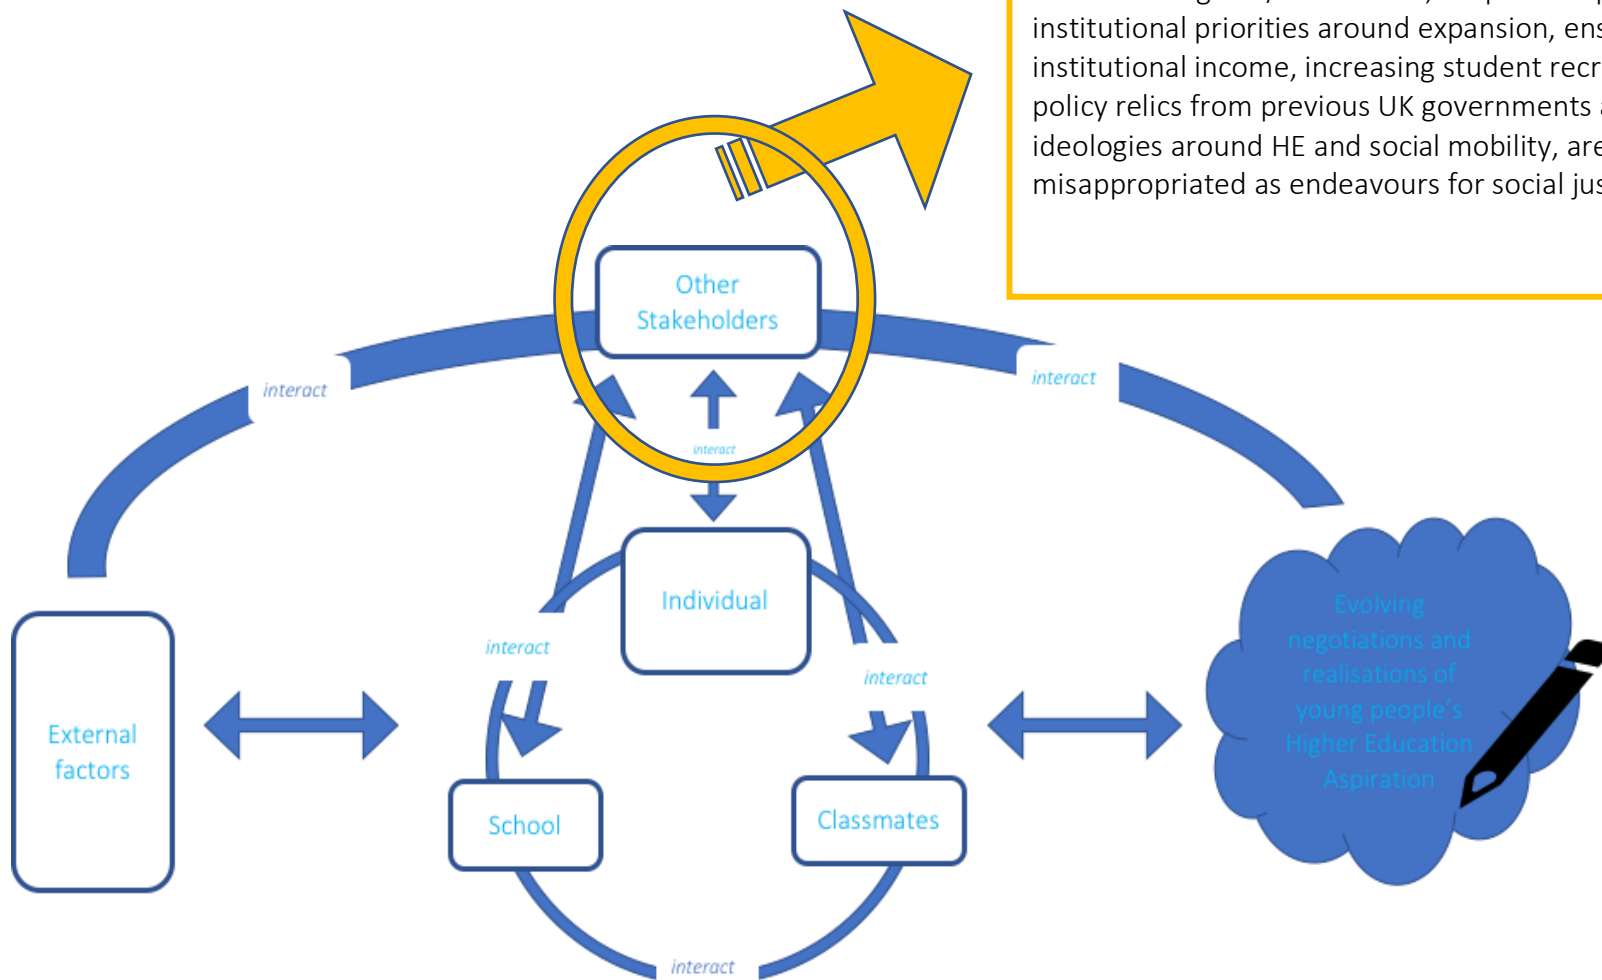 institutional priorities around expansion, ens
institutional income, increasing student recr
policy relics from previous UK governments a
ideologies around HE and social mobility, are
misappropriated as endeavours for social jus
Other
Stakeholders
interact
interact
interact
Individual
interact
interact
External
factors
School
Classmates
interact
Evolving
negotiations and
realisations of
young people's
Higher Education
Aspiration